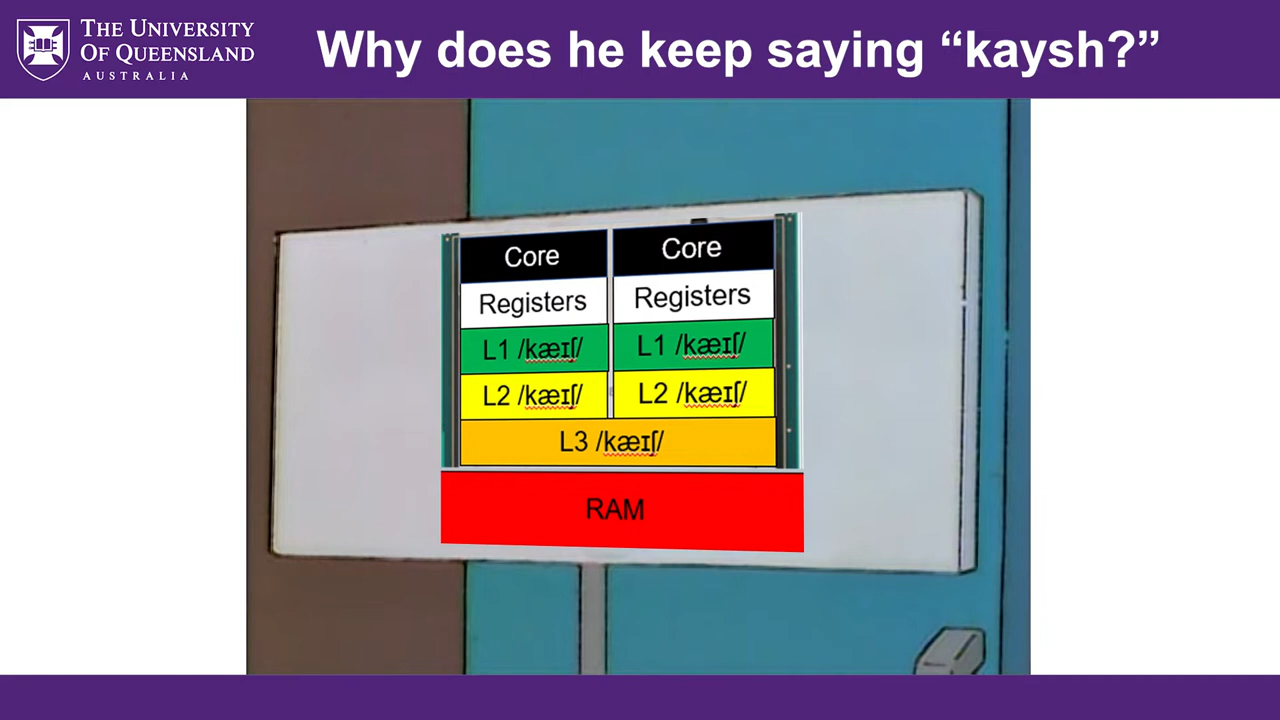 THE UNIVERSITY
OF QUEENSLAND
AUSTRALIA
Why does he keep saying “kaysh?”
Core
Core
Registers
Registers
L1 /kæɪʃ/
L1 /kæɪʃ/
L2 /kæɪʃ/
L2 /kæɪʃ/
L3 /kæɪʃ/
RAM